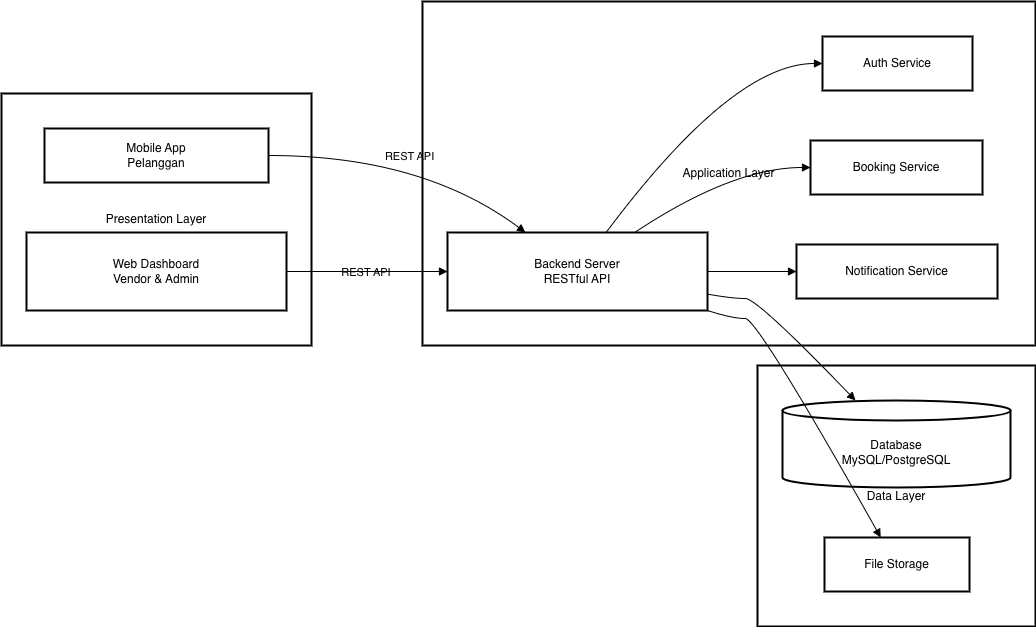 Mobile App
Pelanggan
Presentation Layer
Web Dashboard
Vendor & Admin
REST API
REST API
Backend Server
RESTful API
Application Layer
Auth Service
Booking Service
Notification Service
Database
MySQL/PostgreSQL
Data Layer
File Storage